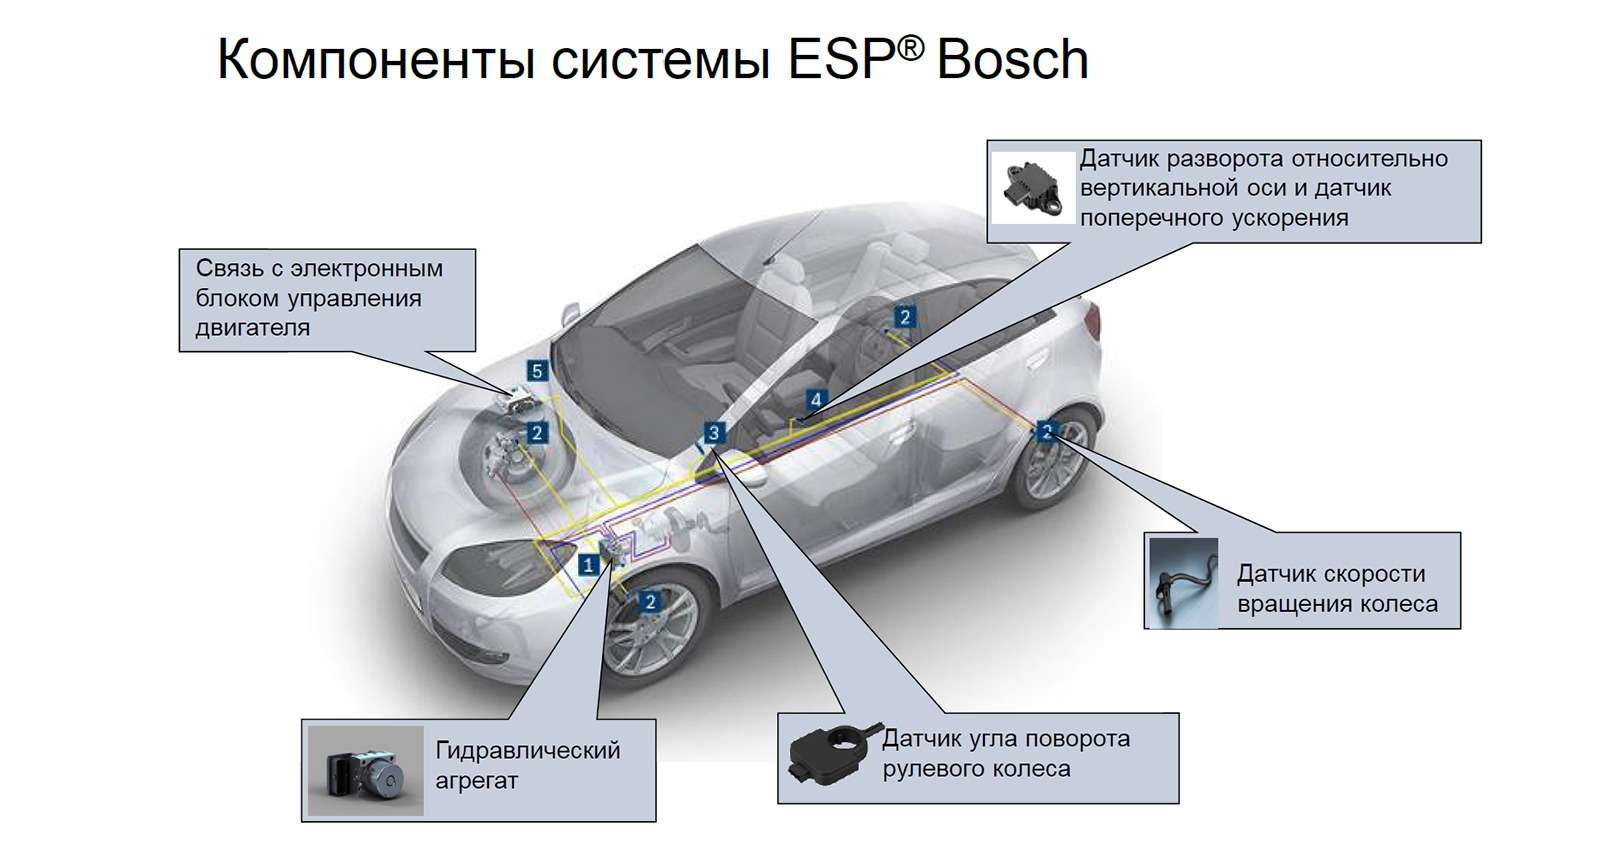 Компоненты системы ESP® Bosch
Датчик разворота относительно
вертикальной оси и датчик
поперечного ускорения
Связь с электронным
блоком управления
двигателя
2
5
4
2
3
2
1
2
Датчик скорости
вращения колеса
Гидравлический
агрегат
Датчик угла поворота
рулевого колеса